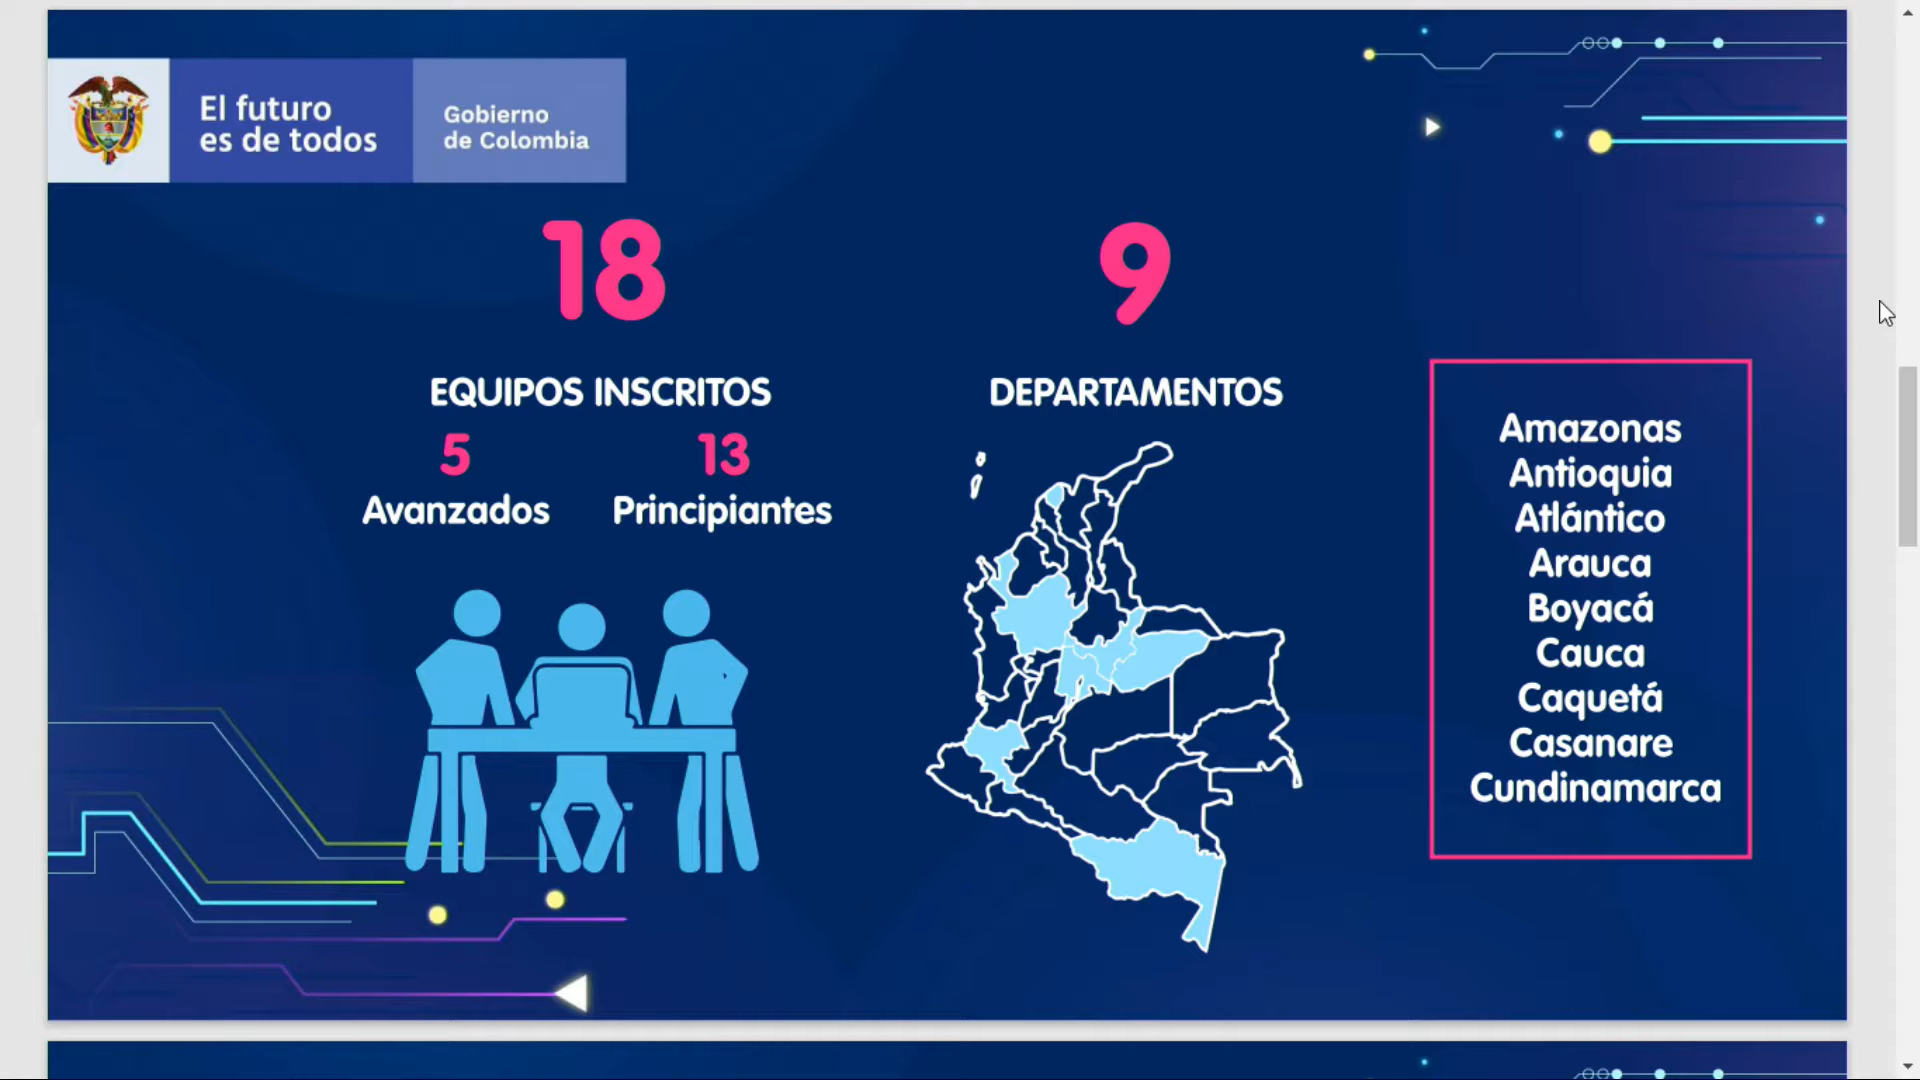 El futuro
es de todos
Gobierno
de Colombia
18
EQUIPOS INSCRITOS
5
Avanzados
13
Principiantes
9
DEPARTAMENTOS
Amazonas
Antioquia
Atlántico
Arauca
Boyacá
Cauca
Caquetá
Casanare
Cundinamarca